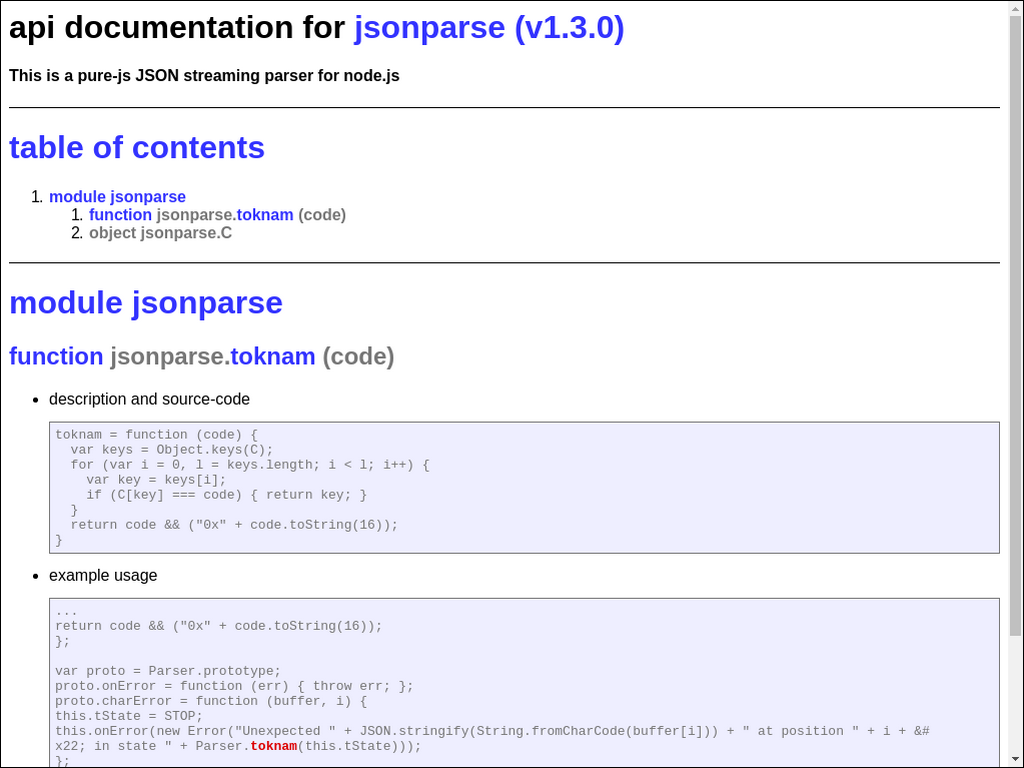 api documentation for jsonparse (v1.3.0)
This is a pure-js JSON streaming parser for node.js
table of contents
1. module jsonparse
1. function jsonparse.toknam (code)
2. object jsonparse.C
module jsonparse
function jsonparse.toknam (code)
• description and source-code
toknam = function (code) {
  var keys = Object.keys(C);
  for (var i = 0, l = keys.length; i < l; i++) {
    var key = keys[i];
    if (C[key] === code) { return key; }
  }
  return code && ("0x" + code.toString(16));
}
• example usage
...
return code && ("0x" + code.toString(16));
};
var proto = Parser.prototype;
proto.onError = function (err) { throw err; };
proto.charError = function (buffer, i) {
this.tState = STOP;
this.onError(new Error("Unexpected " + JSON.stringify(String.fromCharCode(buffer[i])) + " at position " + i + &#
x22; in state " + Parser.toknam(this.tState)));
};